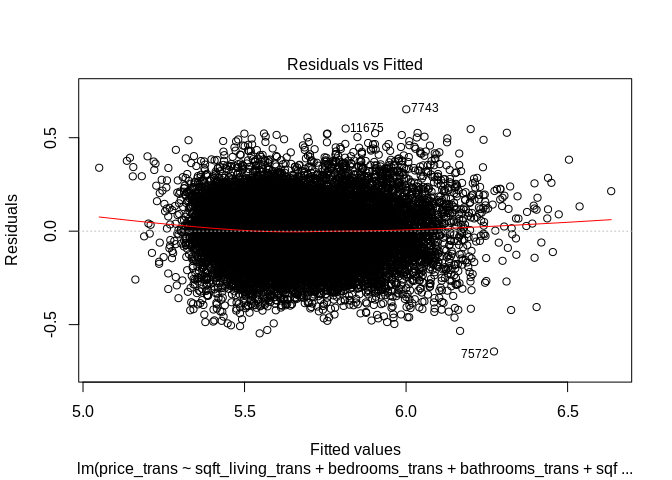 Residuals vs Fitted
7743
11675
0.5
0.0
-0.5
Residuals
7572
5.0 5.5 6.0 6.5
Fitted values
lm(price_trans ~ sqft_living_trans + bedrooms_trans + bathrooms_trans + sqf ...